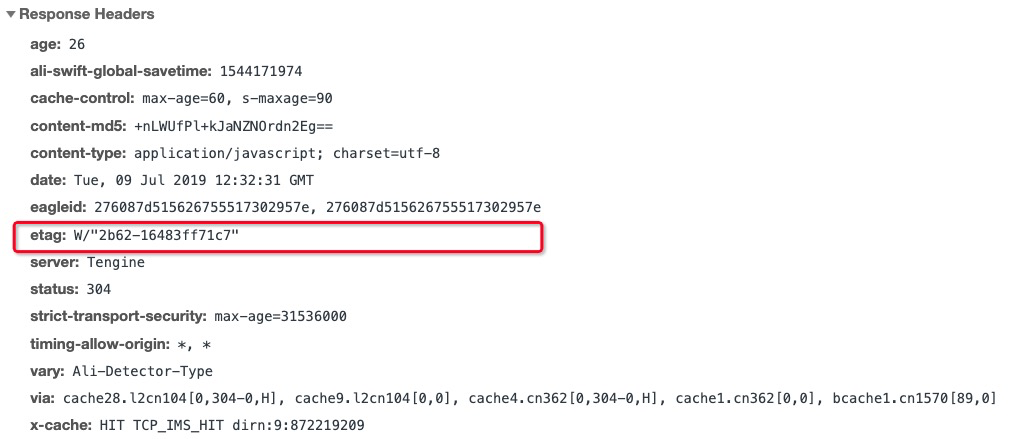 Response Headers
age: 26
ali-swift-global-savetime: 1544171974
cache-control: max-age=60, s-maxage=90
content-md5: +nLWUfPl+kJaNZNOrdn2Eg==
content-type: application/javascript; charset=utf-8
date: Tue, 09 Jul 2019 12:32:31 GMT
eagleid: 276087d515626755517302957e, 276087d515626755517302957e
etag: W/"2b62-16483ff71c7"
server: Tengine
status: 304
strict-transport-security: max-age=31536000
timing-allow-origin: *, *
vary: Ali-Detector-Type
via: cache28.l2cn104[0,304-0,H], cache9.l2cn104[0,0], cache4.cn362[0,304-0,H], cache1.cn362[0,0], bcache1.cn1570[89,0]
x-cache: HIT TCP_IMS_HIT dirn:9:872219209